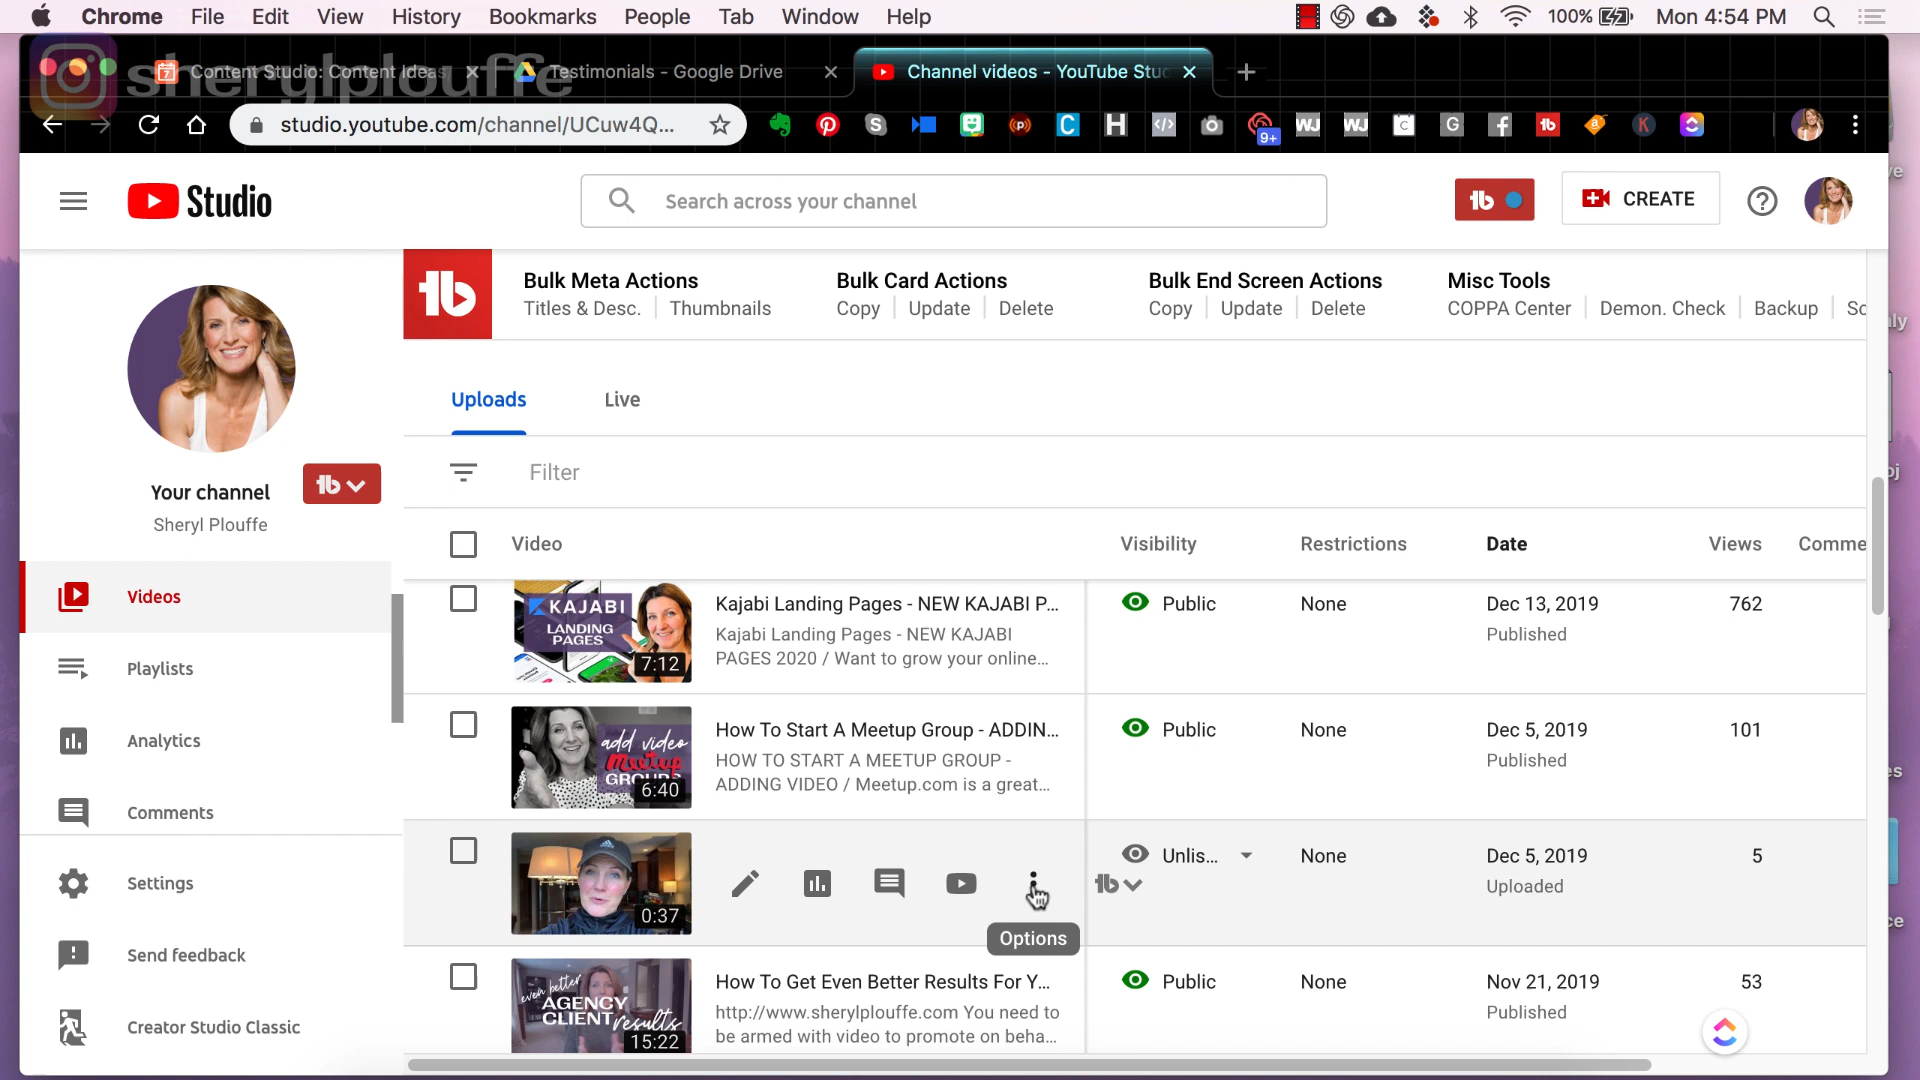 Chrome File Edit View History Bookmarks People Tab Window Help 100% Mon 4:54 PM
sherylplouffe
Content Studio: Content Ideas Testimonials - Google Drive Channel videos - YouTube Stu
studio.youtube.com/channel/UCuw4Q... 9+
Studio Search across your channel CREATE
Bulk Meta Actions Bulk Card Actions Bulk End Screen Actions Misc Tools
Titles & Desc. Thumbnails Copy Update Delete Copy Update Delete COPPA Center Demon. Check Backup Sc
Uploads Live
Your channel
Sheryl Plouffe
Filter
Video Visibility Restrictions Date Views Comme
Videos
Playlists
Analytics
Comments
Settings
Send feedback
Creator Studio Classic
KAJABI
LANDING
PAGES
7:12
Kajabi Landing Pages - NEW KAJABI P...
Kajabi Landing Pages - NEW KAJABI
PAGES 2020 / Want to grow your online...
Public None Dec 13, 2019 762
Published
add video
Meetup
GROUPS
6:40
How To Start A Meetup Group - ADDIN...
HOW TO START A MEETUP GROUP -
ADDING VIDEO / Meetup.com is a great...
Public None Dec 5, 2019 101
Published
0:37
Options
Unlis... None Dec 5, 2019 5
Uploaded
even better
AGENCY
CLIENT results
15:22
How To Get Even Better Results For Y...
http://www.sherylplouffe.com You need to
be armed with video to promote on beha...
Public None Nov 21, 2019 53
Published